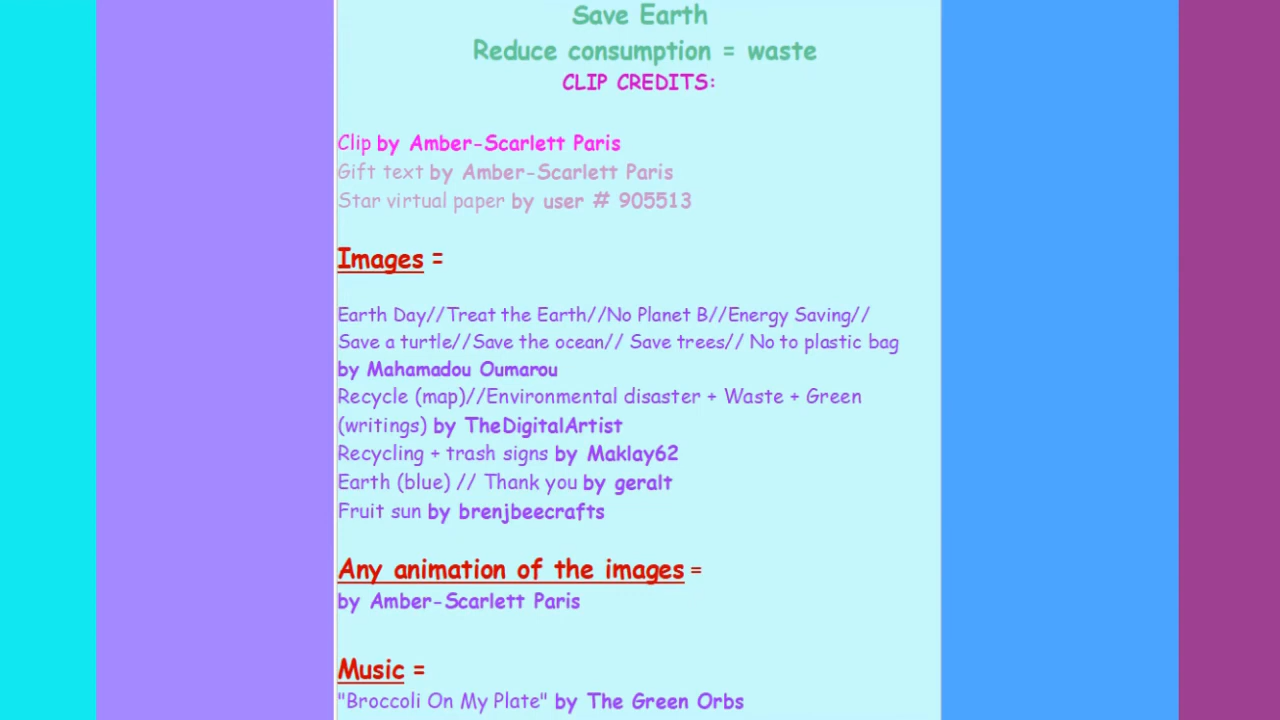 Save Earth
Reduce consumption = waste
CLIP CREDITS:
Clip by Amber-Scarlett Paris
Gift text by Amber-Scarlett Paris
Star virtual paper by user # 905513
Images =
Earth Day//Treat the Earth//No Planet B//Energy Saving//
Save a turtle//Save the ocean// Save trees// No to plastic bag
by Mahamadou Oumarou
Recycle (map)//Environmental disaster + Waste + Green
(writings) by TheDigitalArtist
Recycling + trash signs by Maklay62
Earth (blue) // Thank you by geralt
Fruit sun by brenjbeecrafts
Any animation of the images =
by Amber-Scarlett Paris
Music =
"Broccoli On My Plate" by The Green Orbs